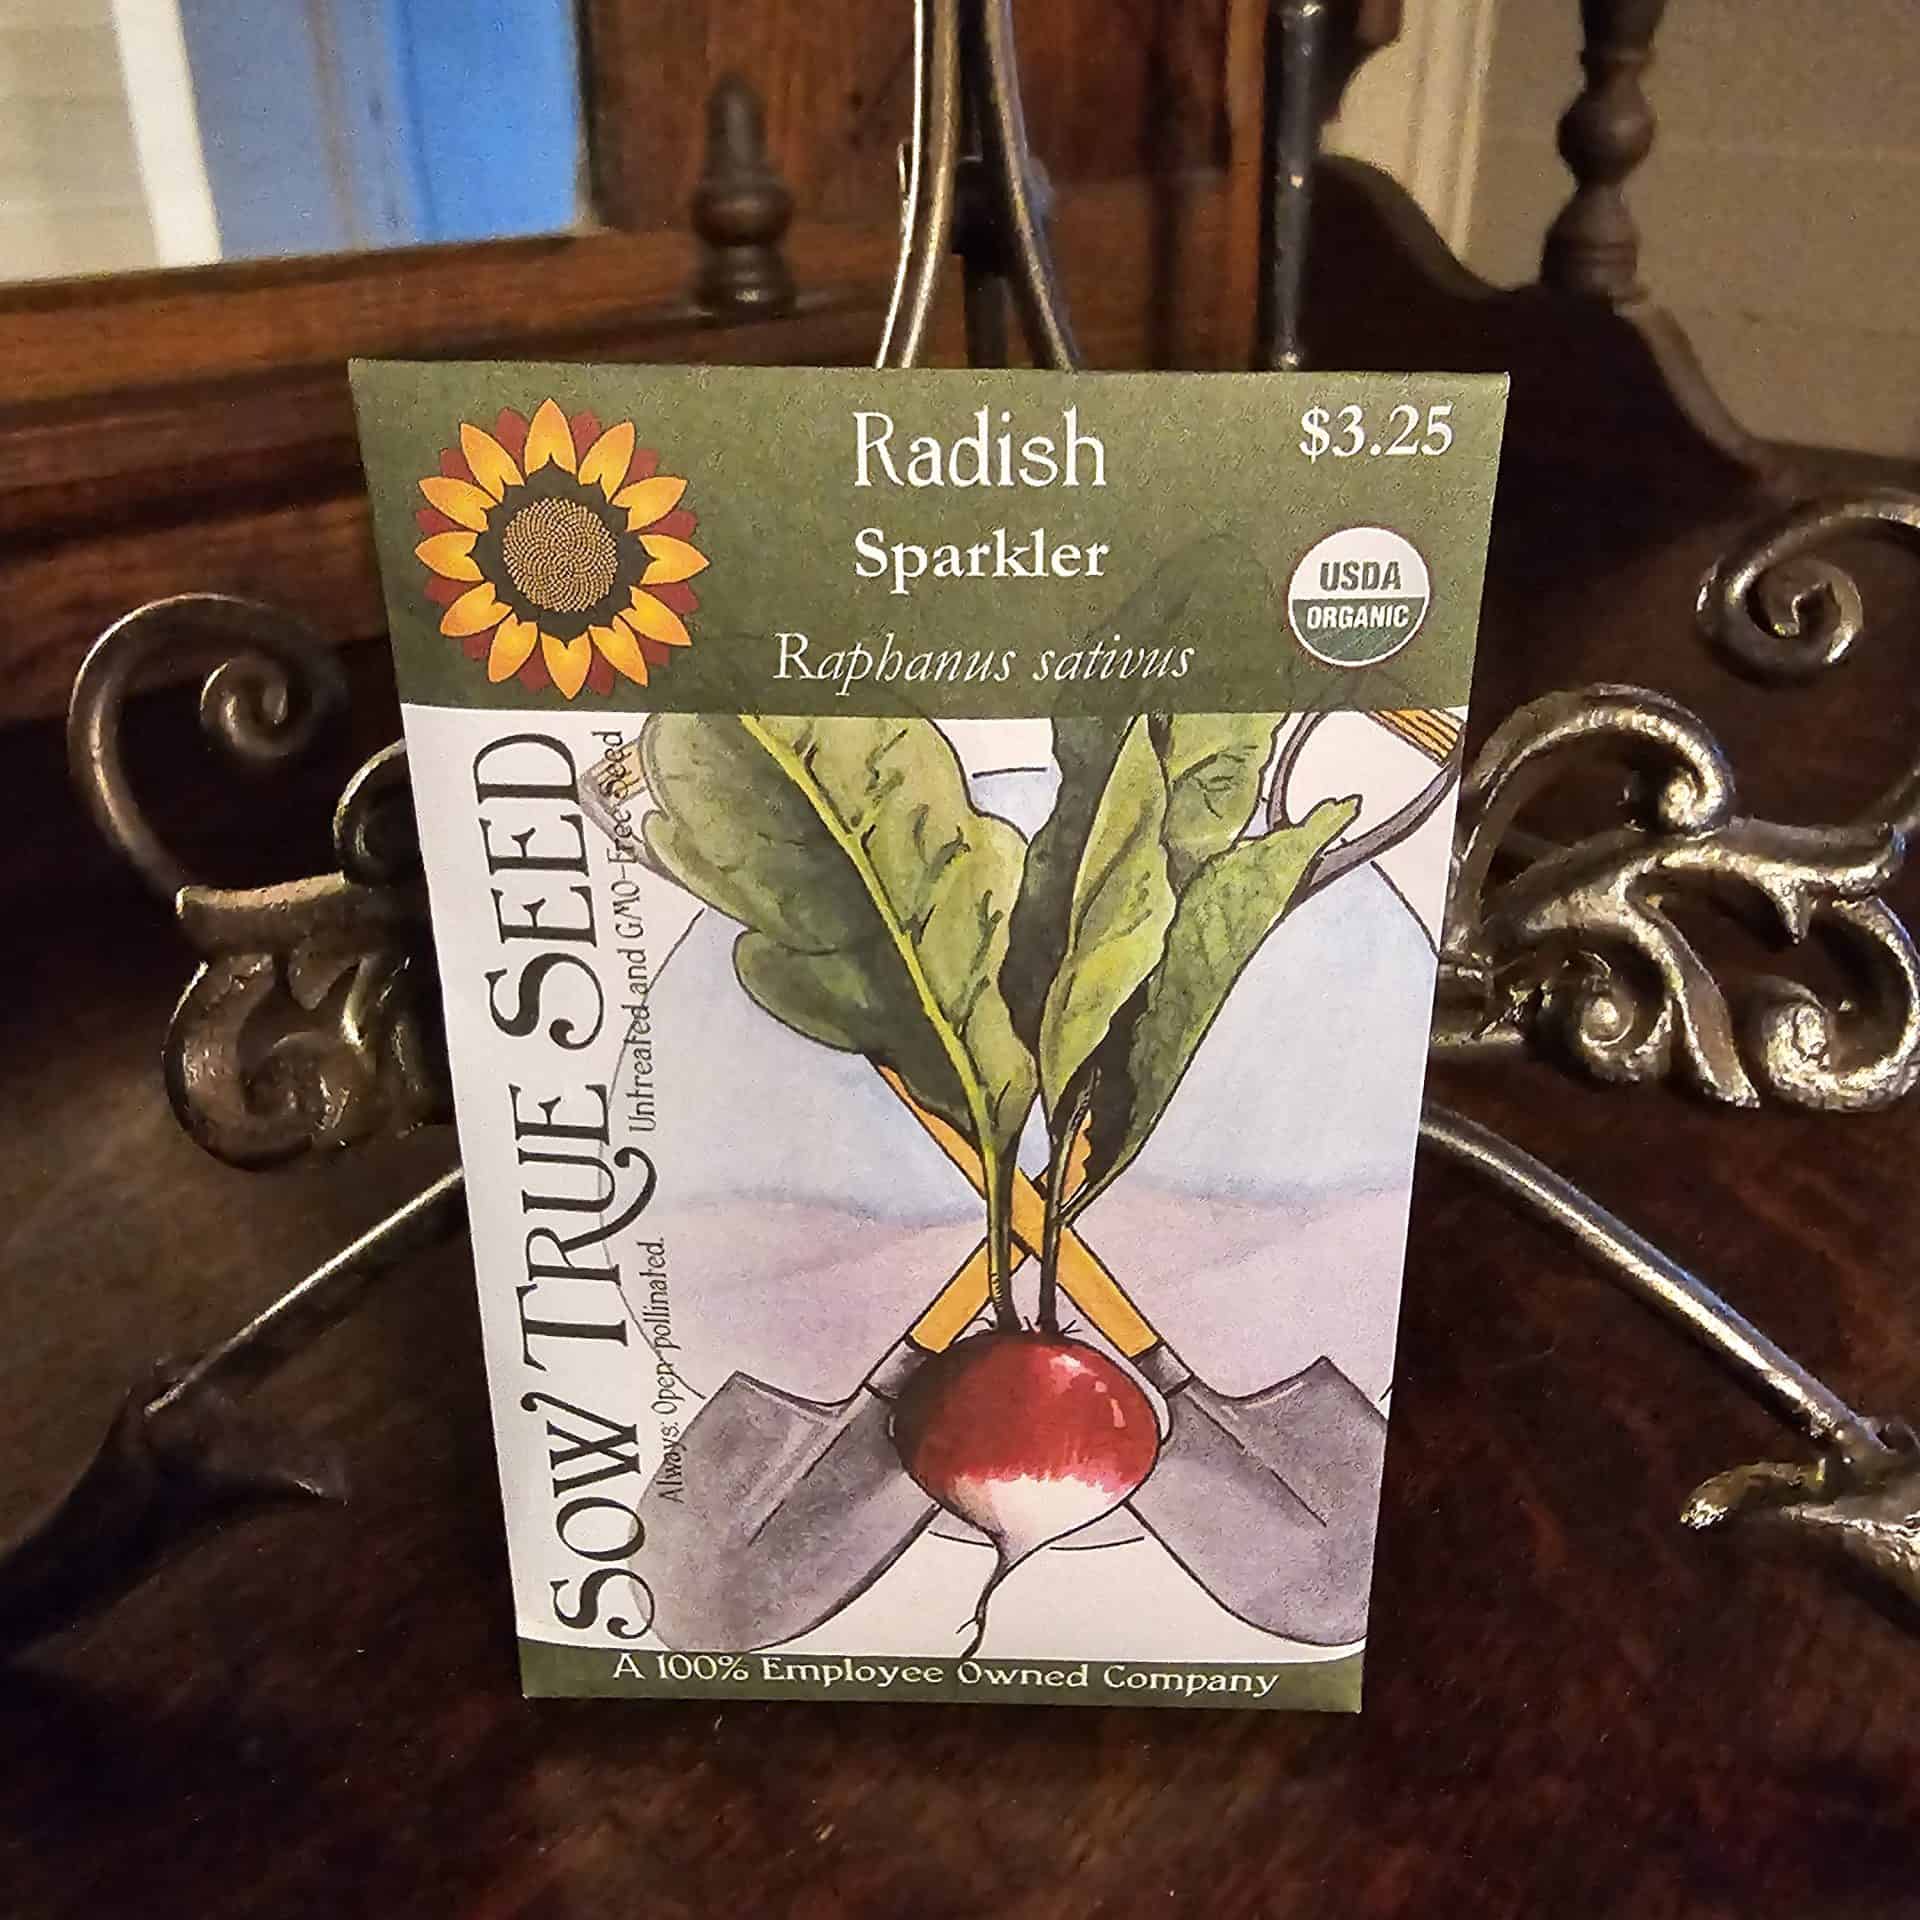 Radish
$3.25
Sparkler
USDA
ORGANIC
Raphanus sativus
SOW TRUE SEED
Always: Open pollinated. Untreated and GMO-Free Seed
A 100% Employee Owned Company